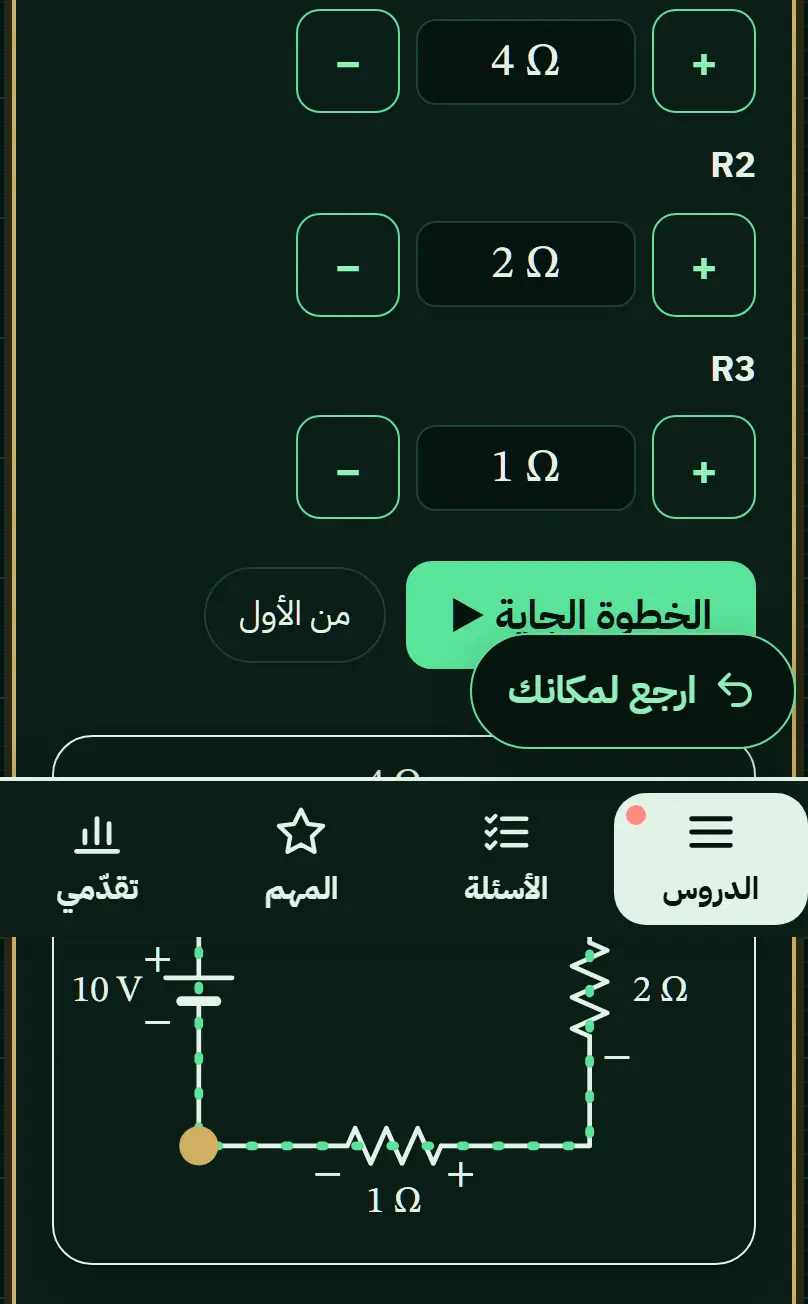 − 4 Ω +
R2
− 2 Ω +
R3
− 1 Ω +
الخطوة الجاية ▶
من الأول
ارجع لمكانك
الدروس
الأسئلة
المهم
تقدّمي
+
10 V
−
2 Ω
−
− +
1 Ω